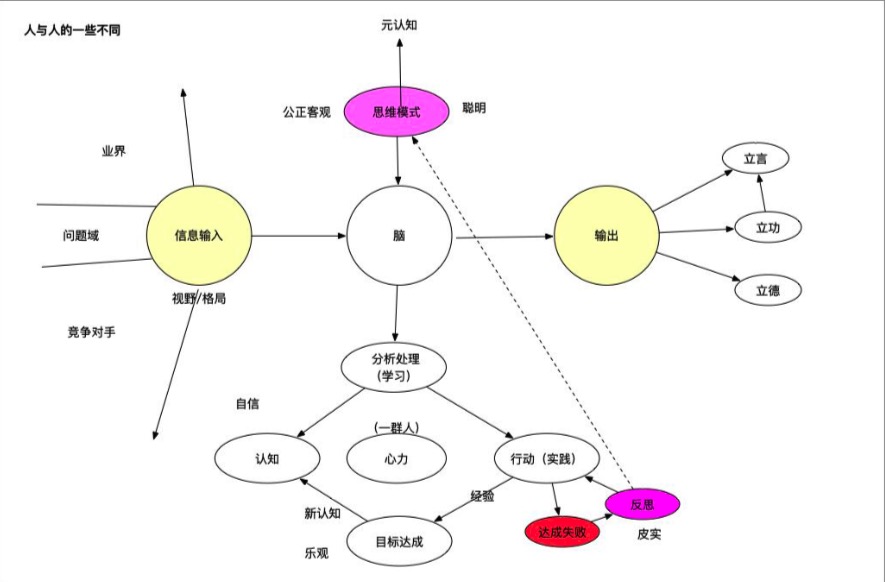 人与人的一些不同
元认知
公正客观
思维模式
聪明
业界
立言
问题域
信息输入
脑
输出
立功
视野/格局
立德
竞争对手
分析处理
（学习）
自信
（一群人）
认知
心力
行动（实践）
经验
新认知
反思
乐观
目标达成
达成失败
皮实